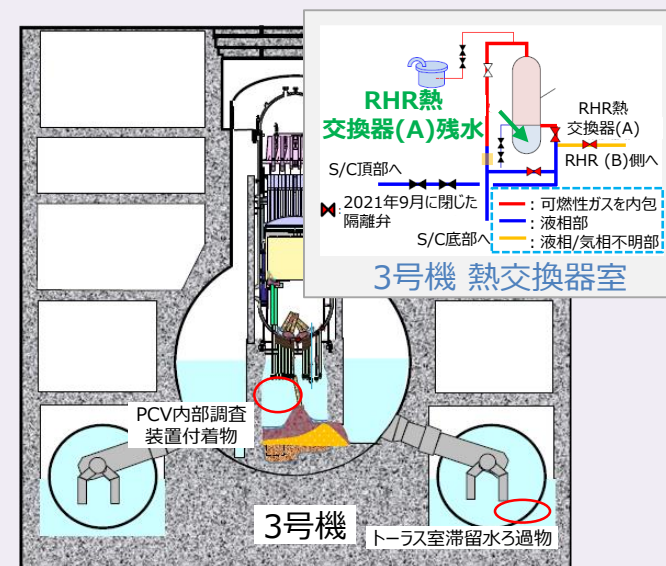 RHR熱
交換器(A)残水
RHR熱
交換器(A)
RHR (B)側へ
S/C頂部へ
:2021年9月に閉じた
隔離弁
S/C底部へ
: 可燃性ガスを内包
: 液相部
: 液相/気相不明部
3号機 熱交換器室
PCV内部調査
装置付着物
3号機
トーラス室滞留水ろ過物